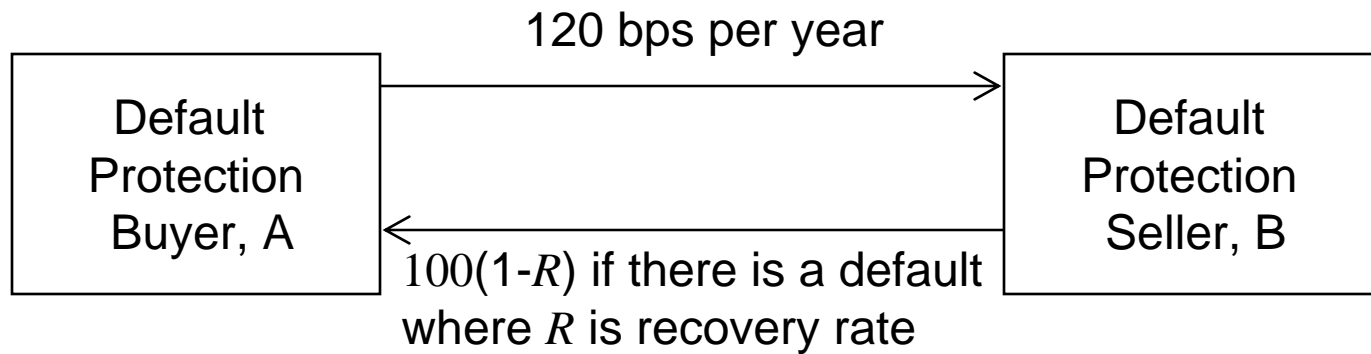 120 bps per year
Default
Protection
Buyer, A
Default
Protection
Seller, B
100(1-R) if there is a default
where R is recovery rate